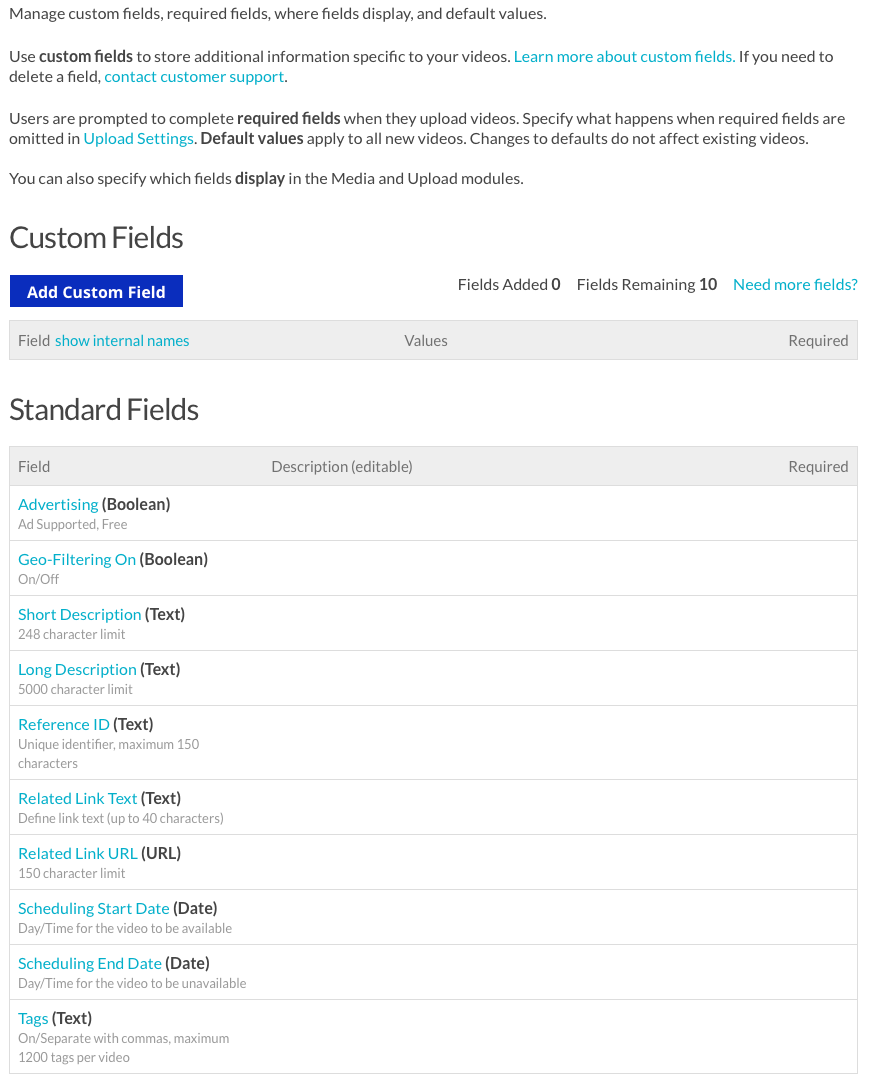 Manage custom fields, required fields, where fields display, and default values.
Use custom fields to store additional information specific to your videos. Learn more about custom fields. If you need to
delete a field, contact customer support.
Users are prompted to complete required fields when they upload videos. Specify what happens when required fields are
omitted in Upload Settings. Default values apply to all new videos. Changes to defaults do not affect existing videos.
You can also specify which fields display in the Media and Upload modules.
Custom Fields
Add Custom Field
Fields Added 0 Fields Remaining 10 Need more fields?
Field show internal names Values Required
Standard Fields
Field Description (editable) Required
Advertising (Boolean)
Ad Supported, Free
Geo-Filtering On (Boolean)
On/Off
Short Description (Text)
248 character limit
Long Description (Text)
5000 character limit
Reference ID (Text)
Unique identifier, maximum 150
characters
Related Link Text (Text)
Define link text (up to 40 characters)
Related Link URL (URL)
150 character limit
Scheduling Start Date (Date)
Day/Time for the video to be available
Scheduling End Date (Date)
Day/Time for the video to be unavailable
Tags (Text)
On/Separate with commas, maximum
1200 tags per video